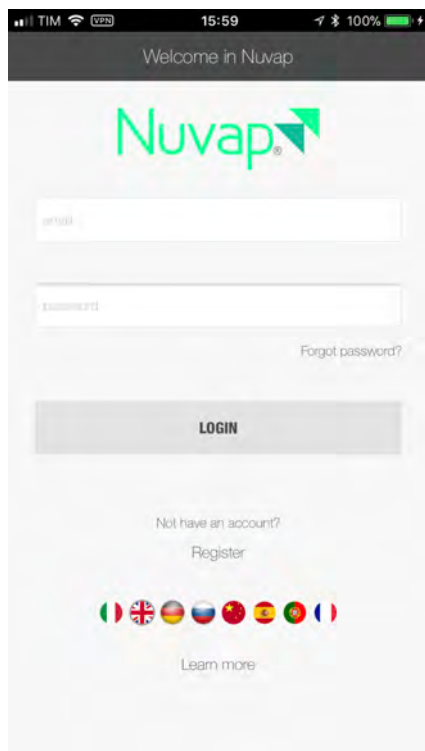 TIM VPN 15:59 100%
Welcome in Nuvap
Nuvap®
email
password
Forgot password?
LOGIN
Not have an account?
Register
Learn more